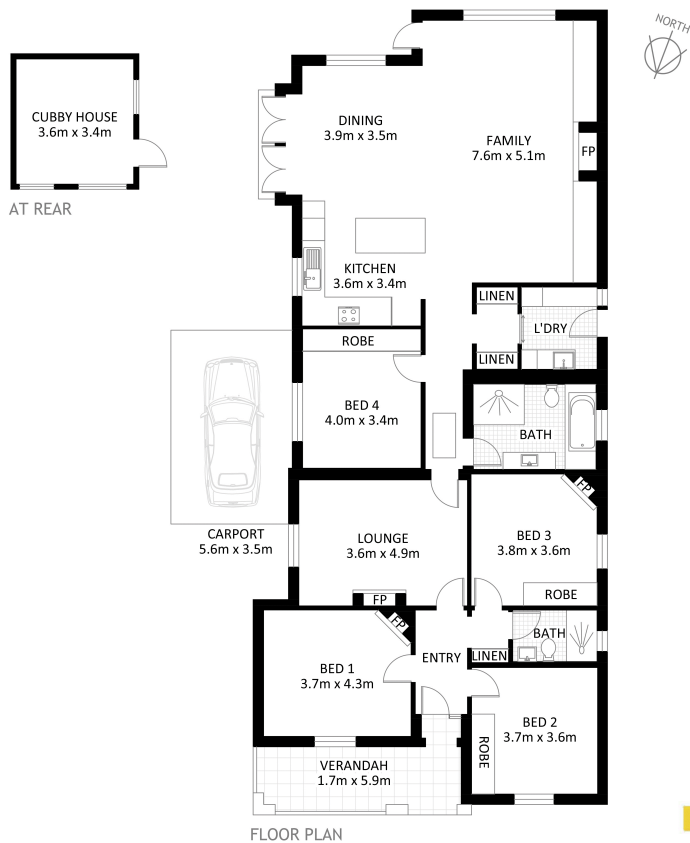 NORTH
CUBBY HOUSE
3.6m x 3.4m
AT REAR
DINING
3.9m x 3.5m
FAMILY
7.6m x 5.1m
FP
KITCHEN
3.6m x 3.4m
LINEN
L'DRY
LINEN
ROBE
BED 4
4.0m x 3.4m
BATH
CARPORT
5.6m x 3.5m
LOUNGE
3.6m x 4.9m
FP
FP
BED 3
3.8m x 3.6m
ROBE
FP
BED 1
3.7m x 4.3m
ENTRY
LINEN
BATH
BED 2
3.7m x 3.6m
ROBE
VERANDAH
1.7m x 5.9m
FLOOR PLAN